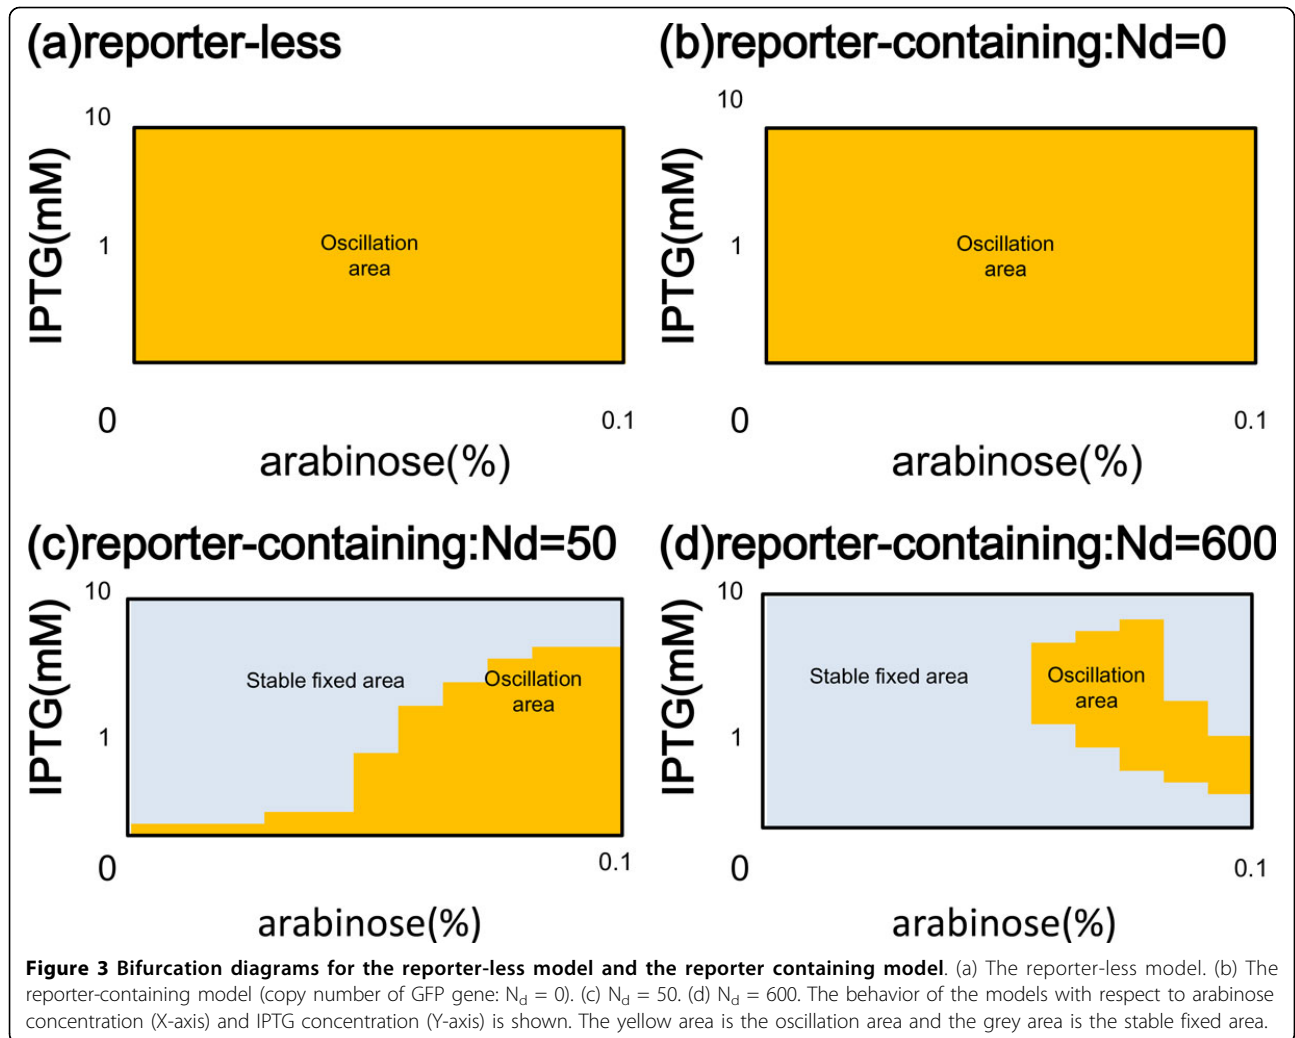 (a)reporter-less
10
IPTG(mM)
1
Oscillation
area
0
0.1
arabinose(%)
(b)reporter-containing:Nd=0
10
IPTG(mM)
1
Oscillation
area
0
0.1
arabinose(%)
(c)reporter-containing:Nd=50
10
IPTG(mM)
1
Stable fixed area
Oscillation
area
0
0.1
arabinose(%)
(d)reporter-containing:Nd=600
10
IPTG(mM)
1
Stable fixed area
Oscillation
area
0
0.1
arabinose(%)
Figure 3 Bifurcation diagrams for the reporter-less model and the reporter containing model. (a) The reporter-less model. (b) The
reporter-containing model (copy number of GFP gene: Nd = 0). (c) Nd = 50. (d) Nd = 600. The behavior of the models with respect to arabinose
concentration (X-axis) and IPTG concentration (Y-axis) is shown. The yellow area is the oscillation area and the grey area is the stable fixed area.